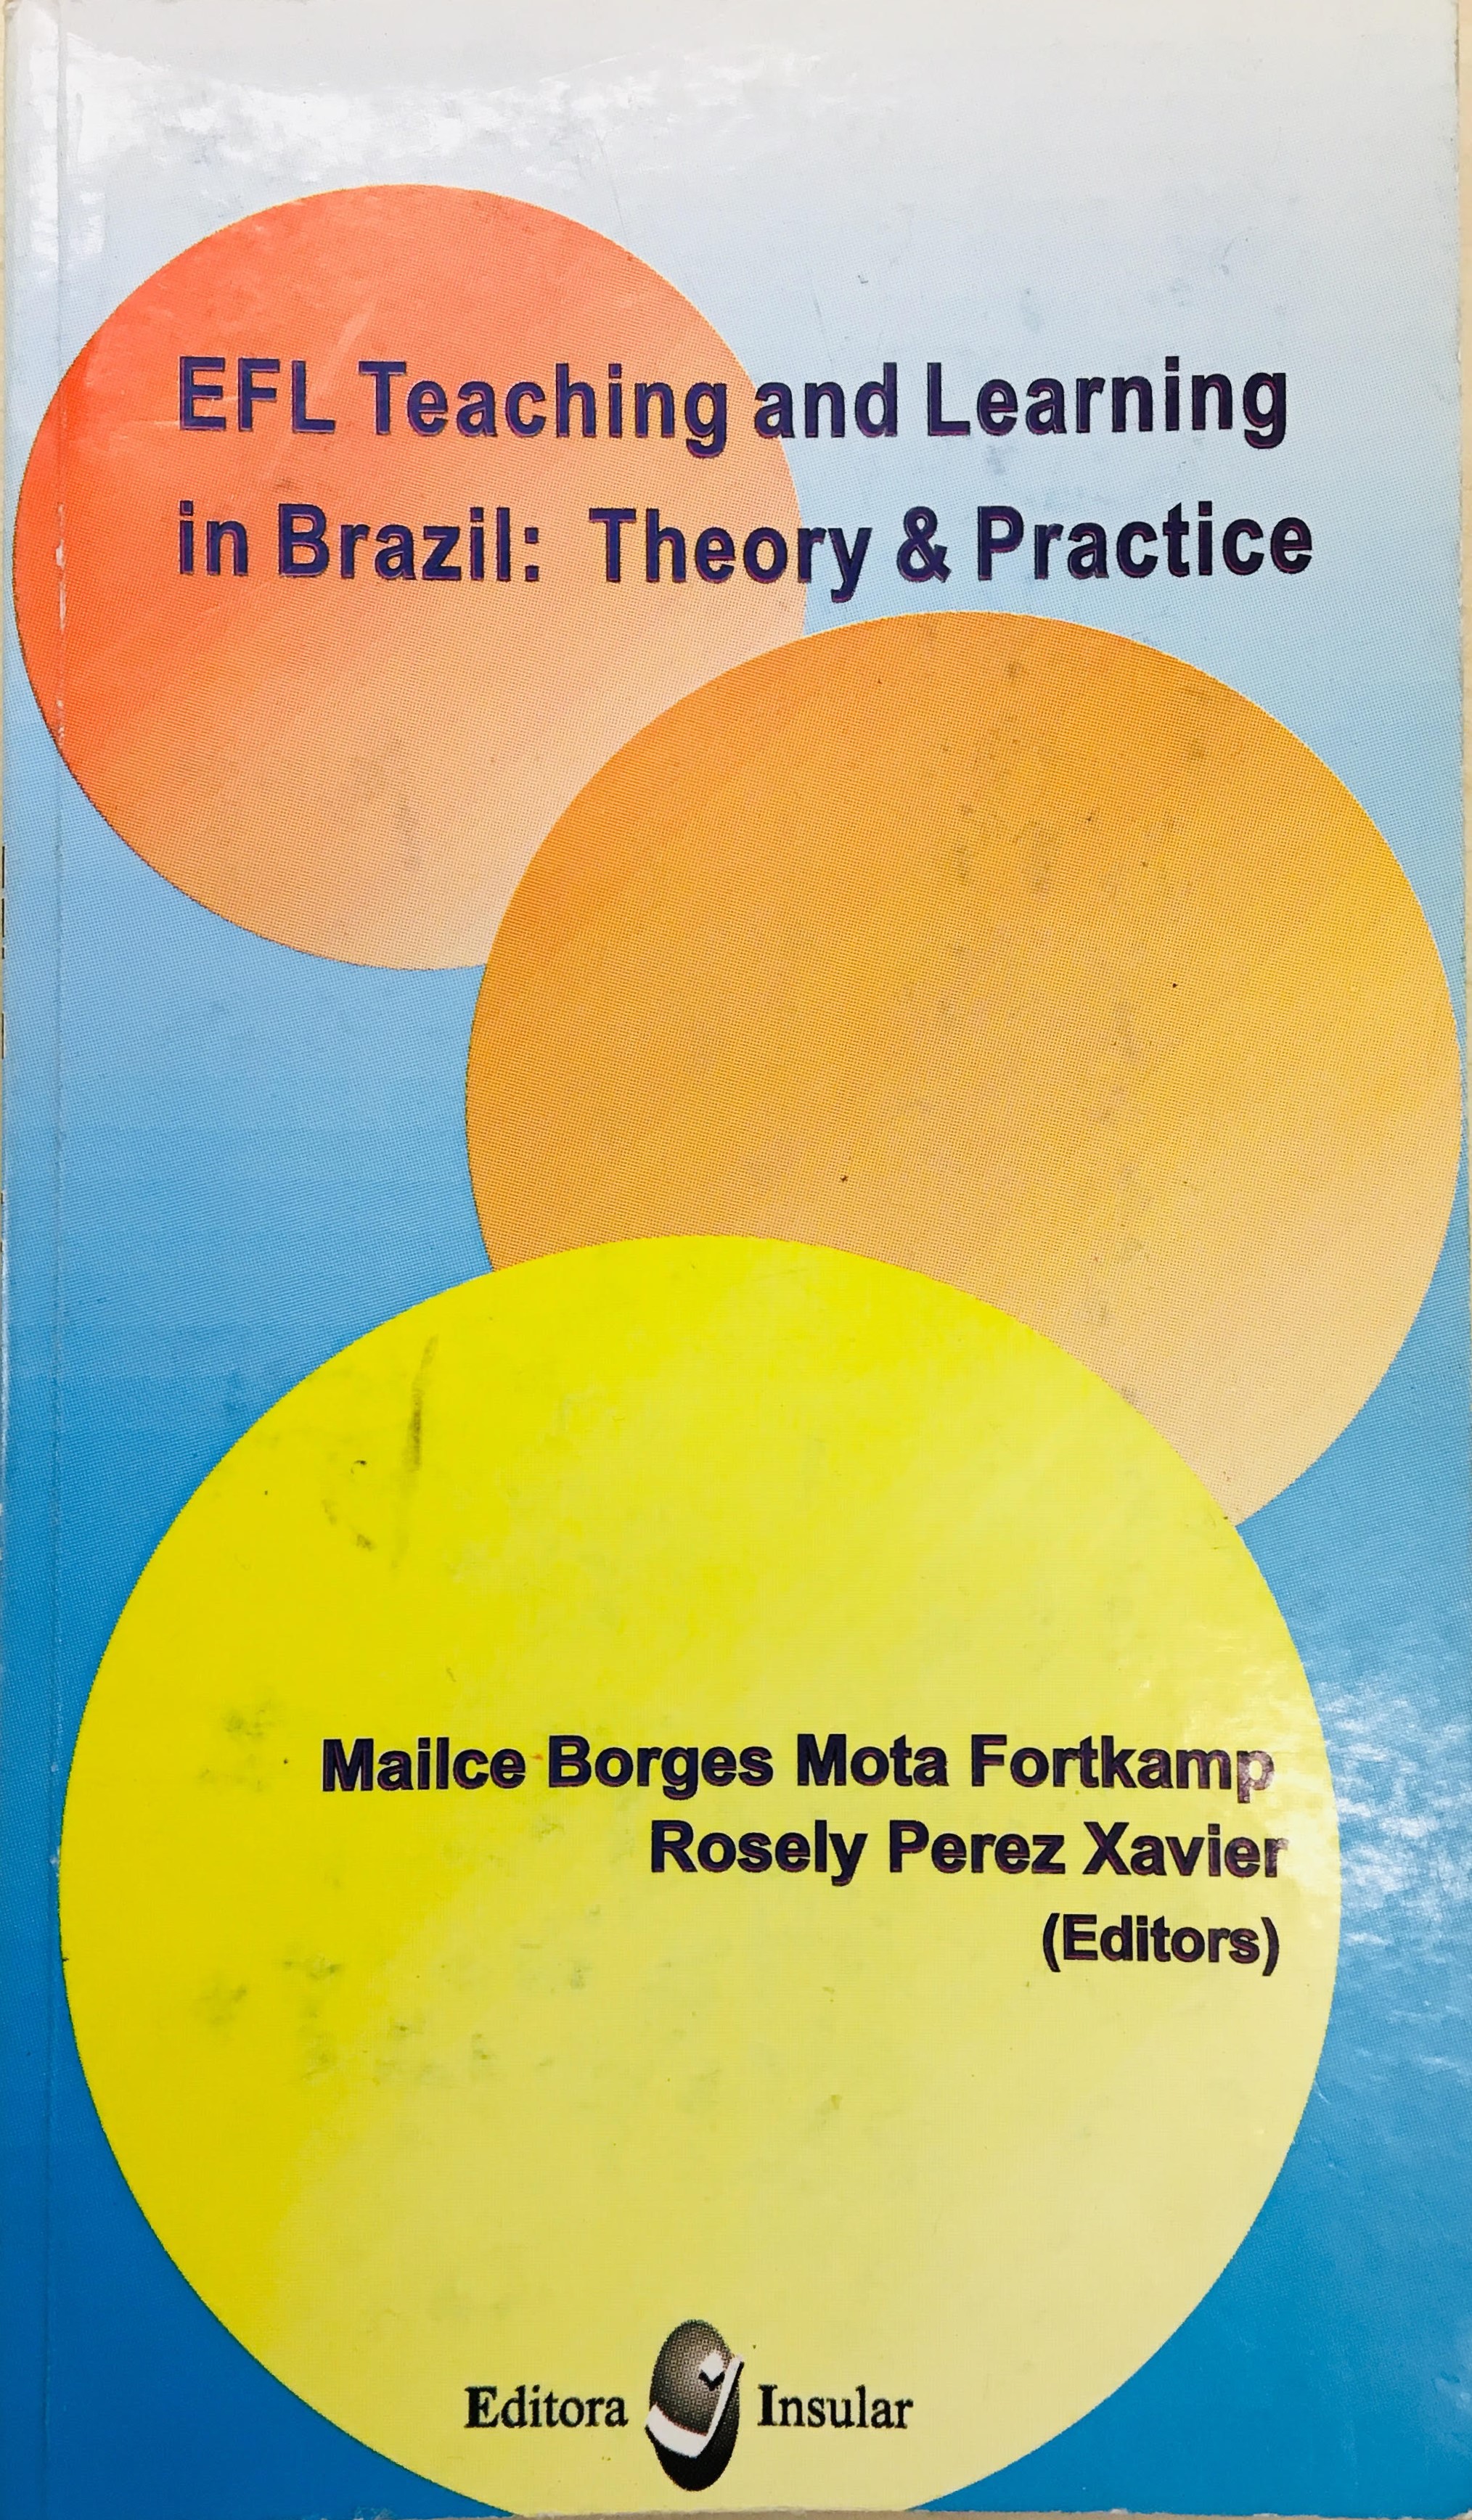 EFL Teaching and Learning
in Brazil: Theory & Practice
Mailce Borges Mota Fortkamp
Rosely Perez Xavier
(Editors)
Editora Insular